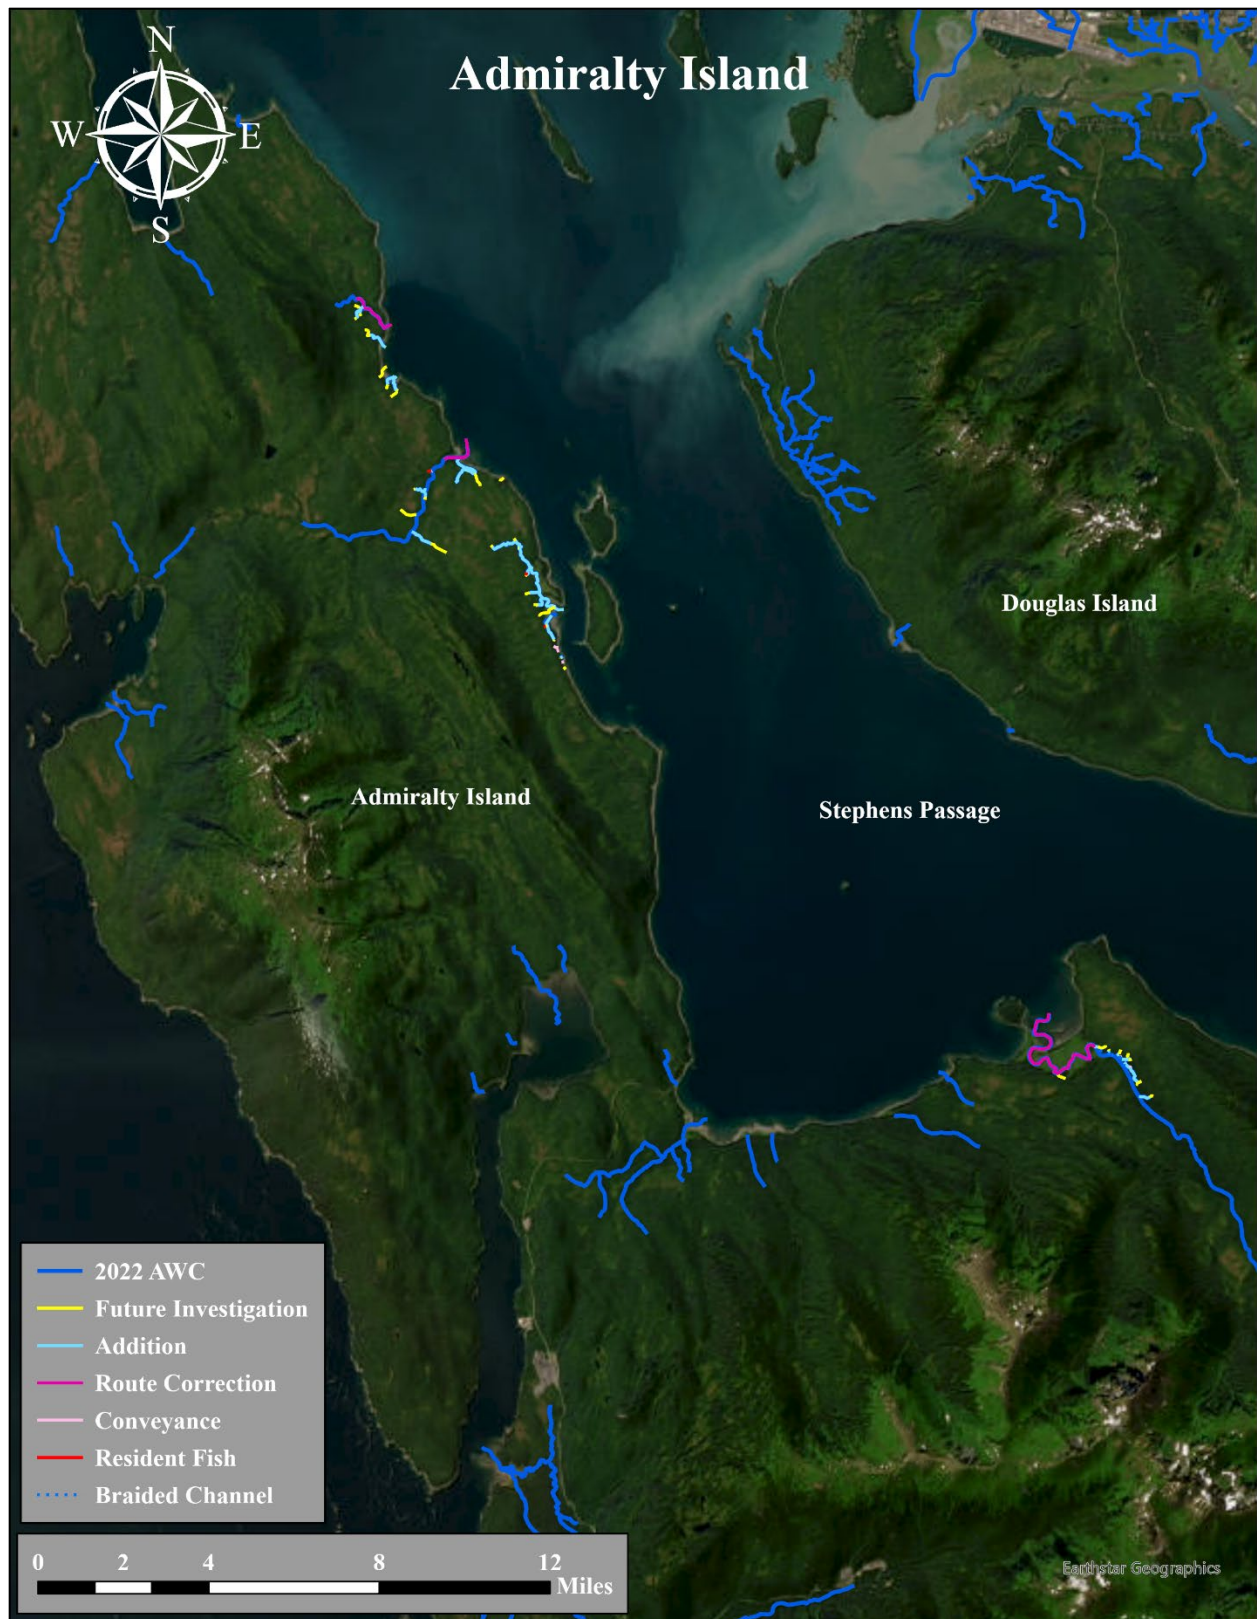 Admiralty Island
N
W E
S
Douglas Island
Admiralty Island
Stephens Passage
2022 AWC
Future Investigation
Addition
Route Correction
Conveyance
Resident Fish
Braided Channel
0 2 4 8 12
Miles
Earthstar Geographics